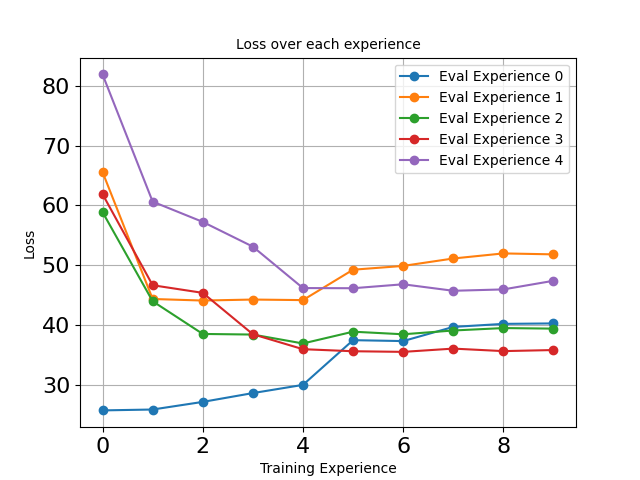 Loss over each experience
Eval Experience 0
Eval Experience 1
Eval Experience 2
Eval Experience 3
Eval Experience 4
Loss
80
70
60
50
40
30
0 2 4 6 8
Training Experience